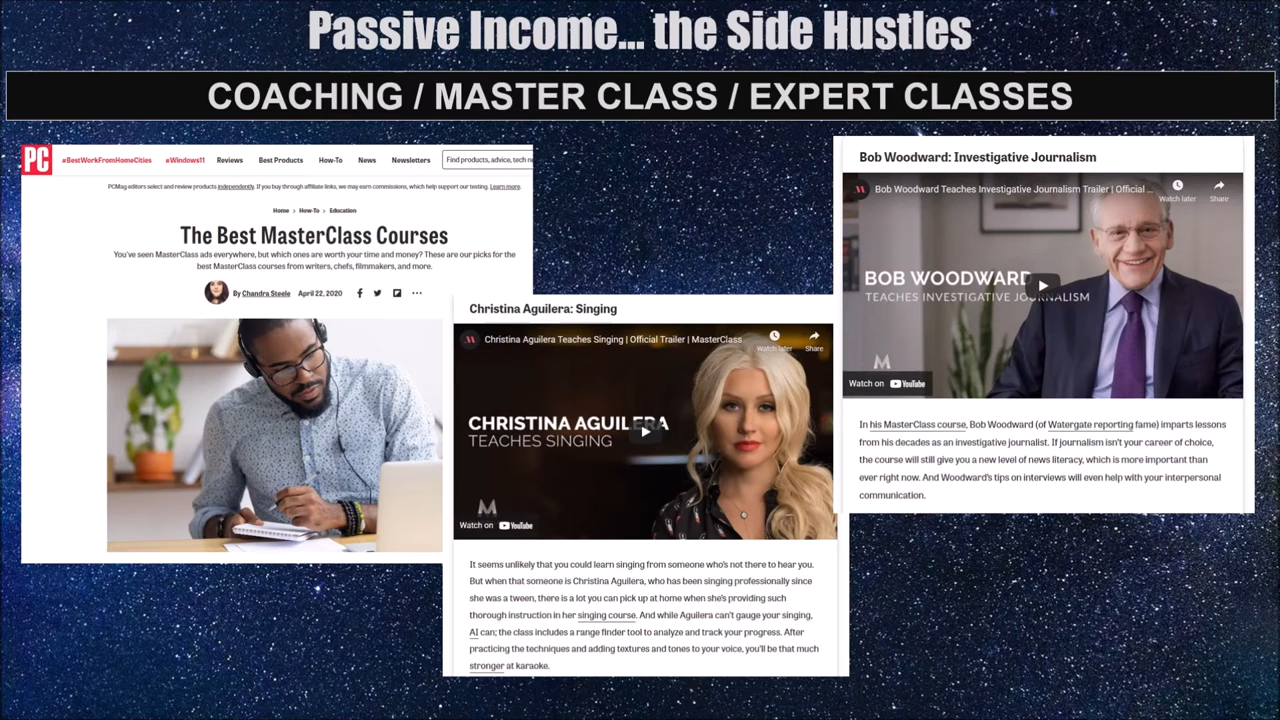 Passive Income... the Side Hustles
COACHING / MASTER CLASS / EXPERT CLASSES
PC
#BestWorkFromHomeCities #Windows11 Reviews Best Products How-To News Newsletters Find products, advice, tech ne
PCMag editors select and review products independently. If you buy through affiliate links, we may earn commissions, which help support our testing. Learn more.
Home > How-To > Education
The Best MasterClass Courses
You've seen MasterClass ads everywhere, but which ones are worth your time and money? These are our picks for the
best MasterClass courses from writers, chefs, filmmakers, and more.
By Chandra Steele April 22, 2020
Christina Aguilera: Singing
Christina Aguilera Teaches Singing | Official Trailer | MasterClass
Watch later Share
CHRISTINA AGUILERA
TEACHES SINGING
Watch on YouTube
It seems unlikely that you could learn singing from someone who's not there to hear you.
But when that someone is Christina Aguilera, who has been singing professionally since
she was a tween, there is a lot you can pick up at home when she's providing such
thorough instruction in her singing course. And while Aguilera can't gauge your singing,
AI can; the class includes a range finder tool to analyze and track your progress. After
practicing the techniques and adding textures and tones to your voice, you'll be that much
stronger at karaoke.
Bob Woodward: Investigative Journalism
Bob Woodward Teaches Investigative Journalism Trailer | Official ...
Watch later Share
BOB WOODWARD
TEACHES INVESTIGATIVE JOURNALISM
Watch on YouTube
In his MasterClass course, Bob Woodward (of Watergate reporting fame) imparts lessons
from his decades as an investigative journalist. If journalism isn't your career of choice,
the course will still give you a new level of news literacy, which is more important than
ever right now. And Woodward's tips on interviews will even help with your interpersonal
communication.